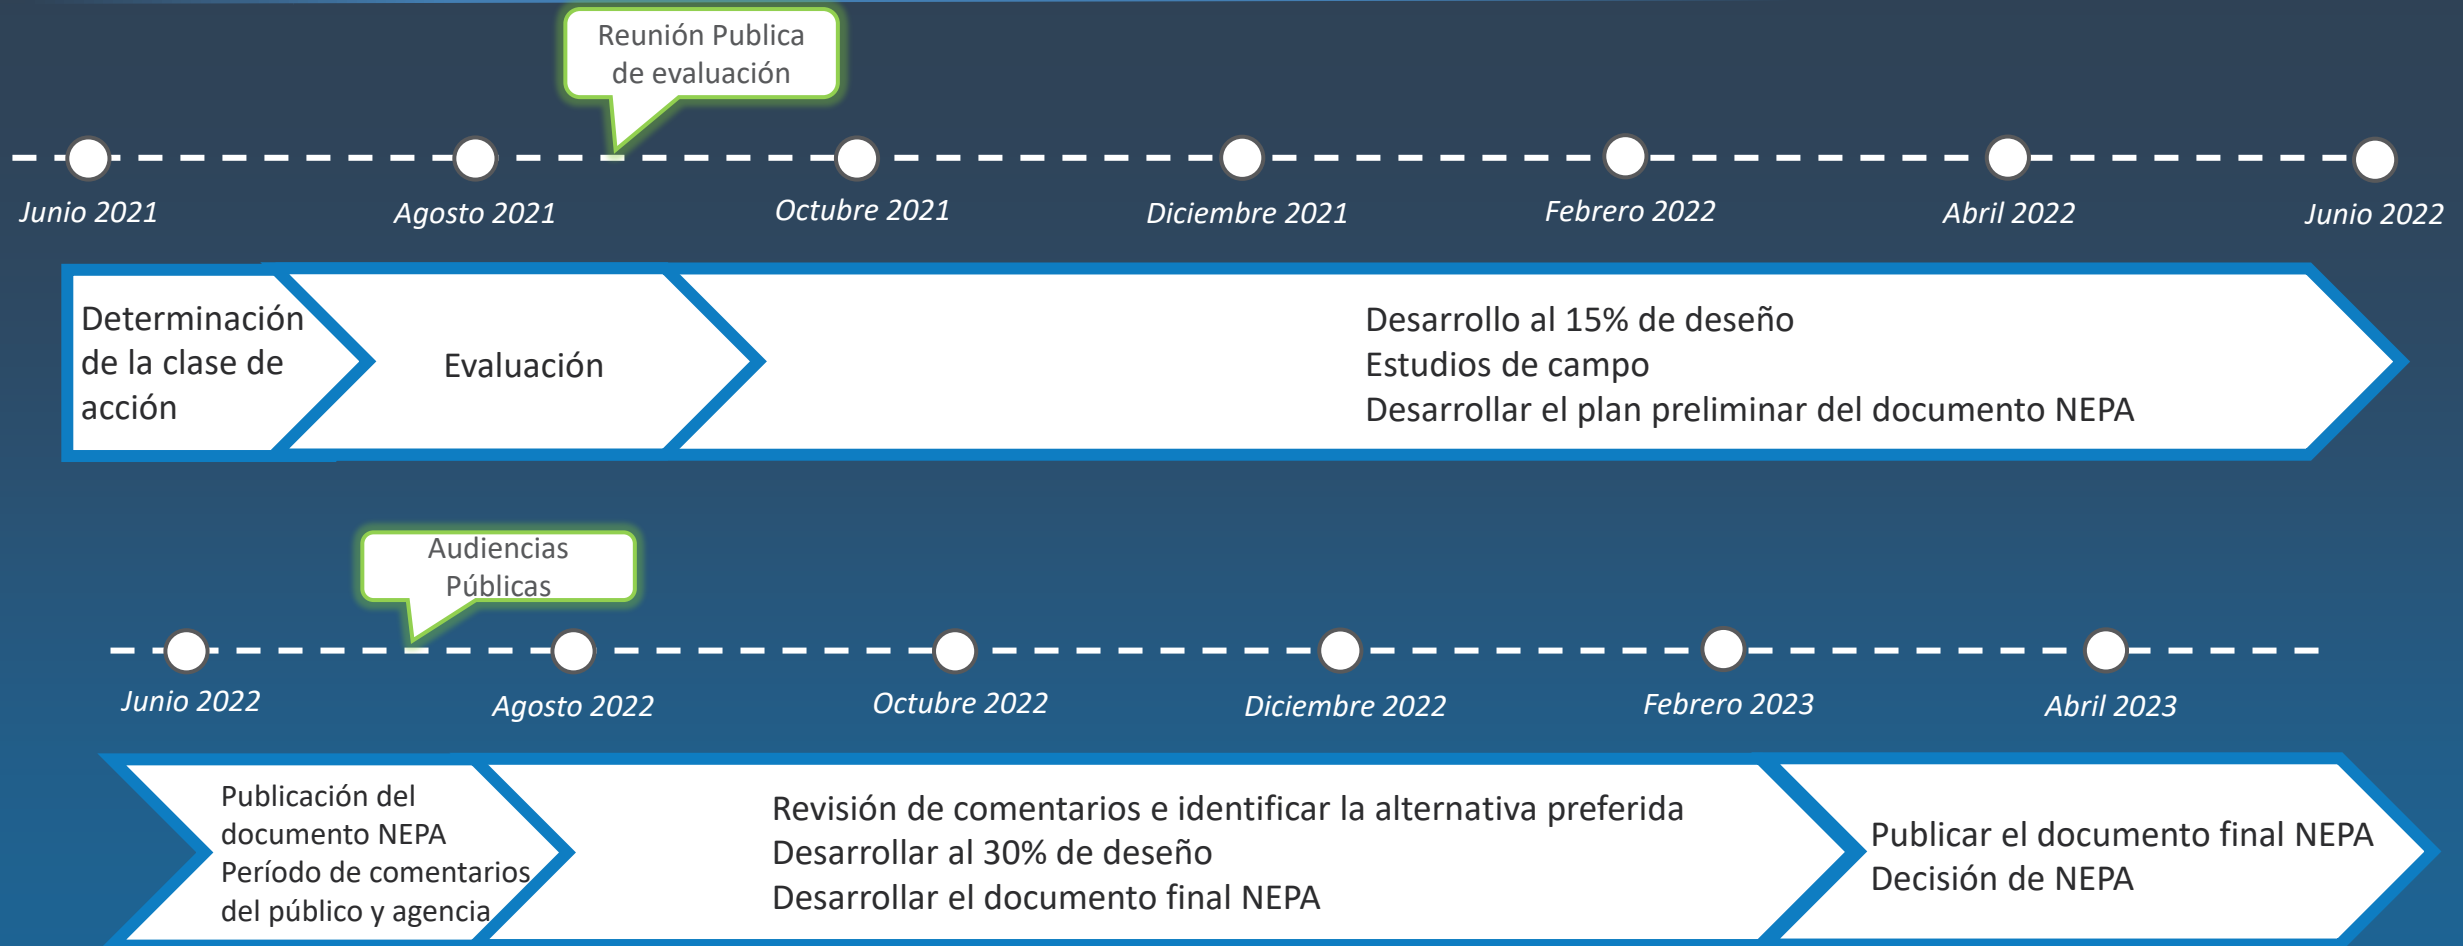 Reunión Publica
de evaluación
Junio 2021
Agosto 2021
Octubre 2021
Diciembre 2021
Febrero 2022
Abril 2022
Junio 2022
Determinación
de la clase de
acción
Evaluación
Desarrollo al 15% de deseño
Estudios de campo
Desarrollar el plan preliminar del documento NEPA
Audiencias
Públicas
Junio 2022
Agosto 2022
Octubre 2022
Diciembre 2022
Febrero 2023
Abril 2023
Publicación del
documento NEPA
Período de comentarios
del público y agencia
Revisión de comentarios e identificar la alternativa preferida
Desarrollar al 30% de deseño
Desarrollar el documento final NEPA
Publicar el documento final NEPA
Decisión de NEPA